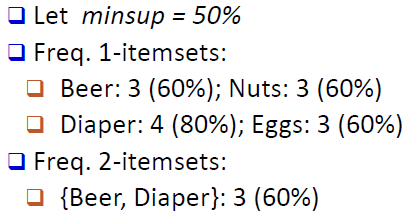 Let minsup = 50%
Freq. 1-itemsets:
Beer: 3 (60%); Nuts: 3 (60%)
Diaper: 4 (80%); Eggs: 3 (60%)
Freq. 2-itemsets:
{Beer, Diaper}: 3 (60%)